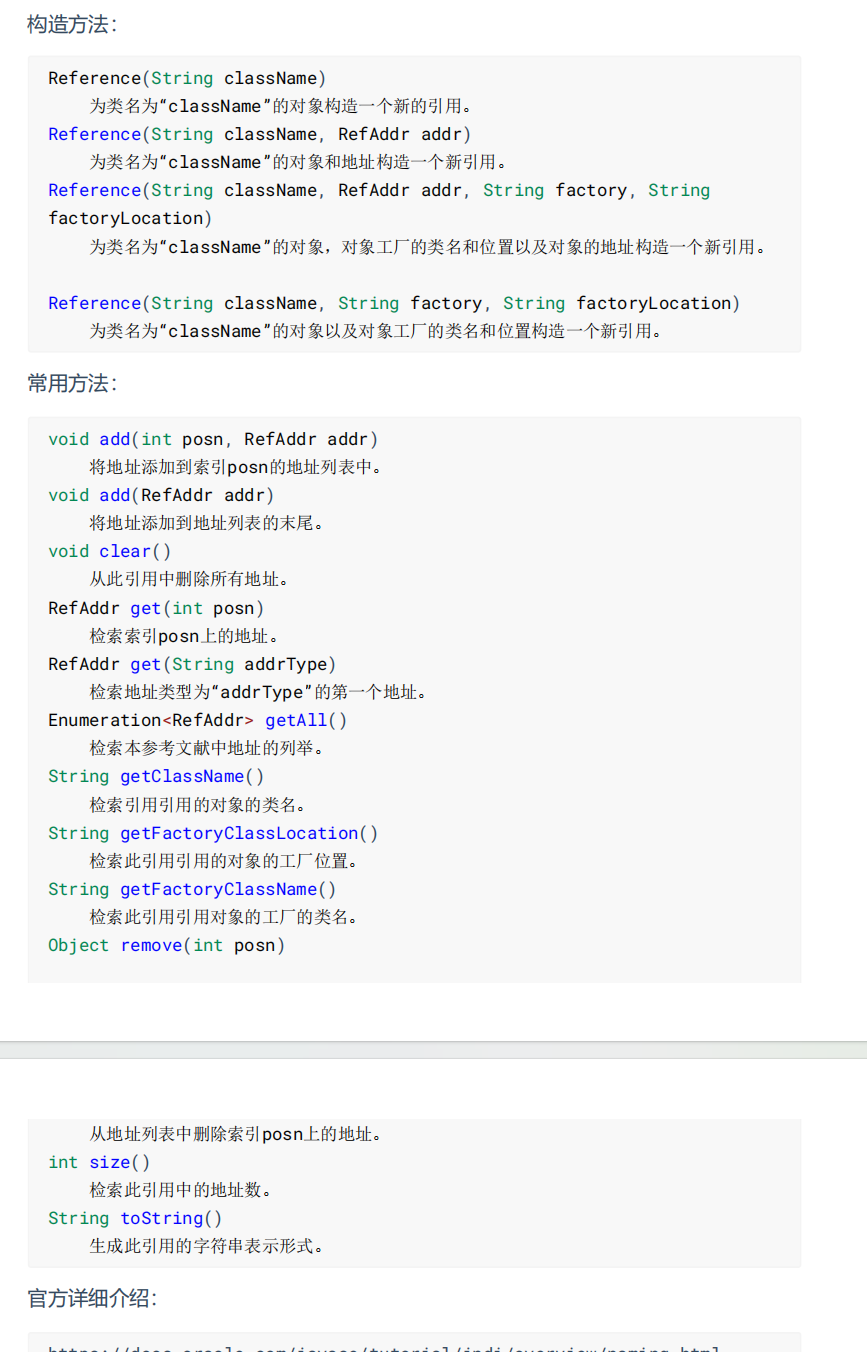 构造方法：
Reference(String className)
为类名为“className”的对象构造一个新的引用。
Reference(String className, RefAddr addr)
为类名为“className”的对象和地址构造一个新引用。
Reference(String className, RefAddr addr, String factory, String
factoryLocation)
为类名为“className”的对象，对象工厂的类名和位置以及对象的地址构造一个新引用。
Reference(String className, String factory, String factoryLocation)
为类名为“className”的对象以及对象工厂的类名和位置构造一个新引用。
常用方法：
void add(int posn, RefAddr addr)
将地址添加到索引posn的地址列表中。
void add(RefAddr addr)
将地址添加到地址列表的末尾。
void clear()
从此引用中删除所有地址。
RefAddr get(int posn)
检索索引posn上的地址。
RefAddr get(String addrType)
检索地址类型为“addrType”的第一个地址。
Enumeration<RefAddr> getAll()
检索本参考文献中地址的列举。
String getClassName()
检索引用引用的对象的类名。
String getFactoryClassLocation()
检索此引用引用的对象的工厂位置。
String getFactoryClassName()
检索此引用引用对象的工厂的类名。
Object remove(int posn)
从地址列表中删除索引posn上的地址。
int size()
检索此引用中的地址数。
String toString()
生成此引用的字符串表示形式。
官方详细介绍：